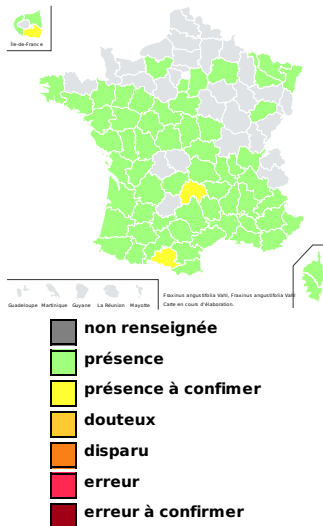 Île-de-France
Guadeloupe Martinique Guyane La Réunion Mayotte
Fraxinus angustifolia Vahl, Fraxinus angustifolia Vahl
Carte en cours d'élaboration.
non renseignée
présence
présence à confimer
douteux
disparu
erreur
erreur à confirmer